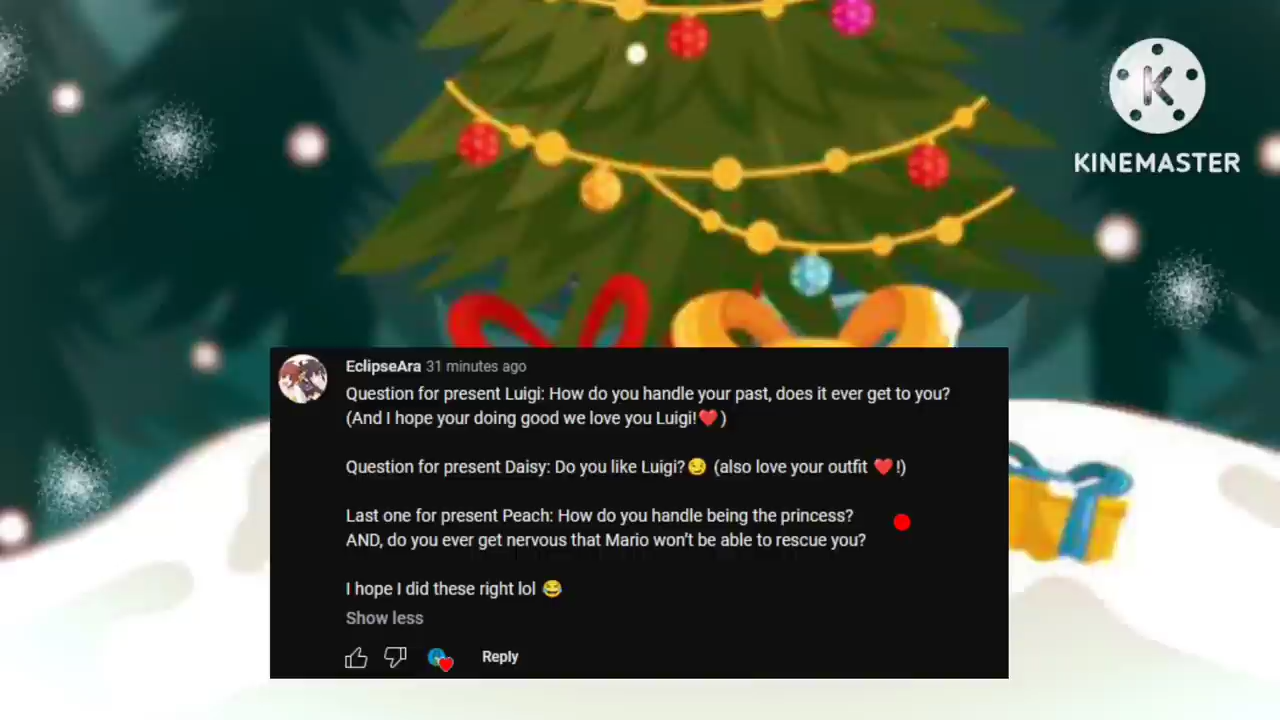 K
KINEMASTER
EclipseAra 31 minutes ago
Question for present Luigi: How do you handle your past, does it ever get to you?
(And I hope your doing good we love you Luigi!❤️)
Question for present Daisy: Do you like Luigi?😏 (also love your outfit ❤️!)
Last one for present Peach: How do you handle being the princess?
AND, do you ever get nervous that Mario won't be able to rescue you?
I hope I did these right lol 😂
Show less
Reply